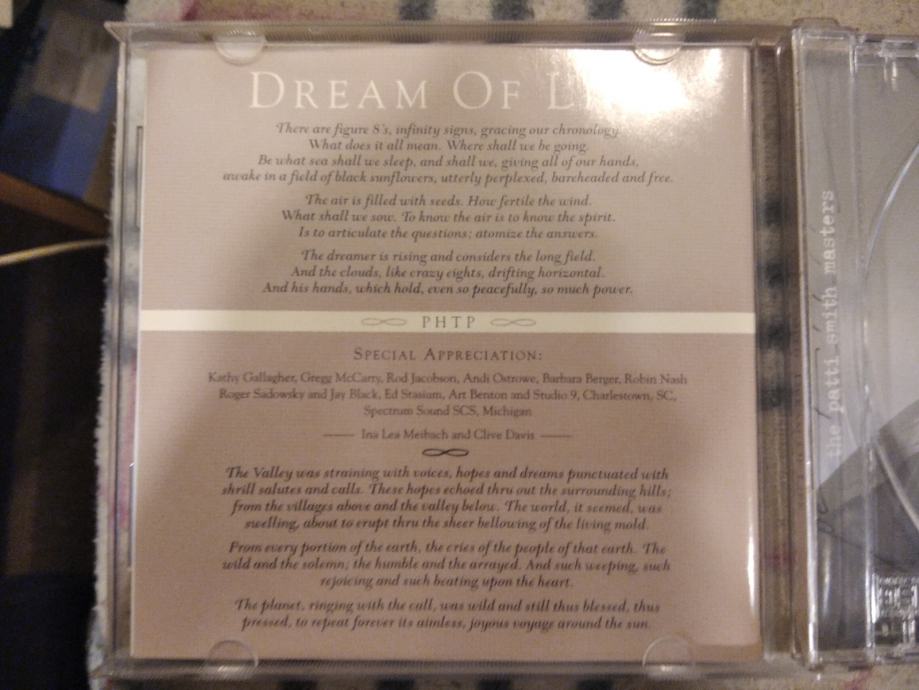 DREAM OF
There are figure 8's, infinity signs, gracing our chronology.
What does it all mean. Where shall we be going.
Be what sea shall we sleep, and shall we, giving all of our hands,
awake in a field of black sunflowers, utterly perplexed, bareheaded and free.
The air is filled with seeds. How fertile the wind.
What shall we sow. To know the air is to know the spirit.
Is to articulate the questions; atomize the answers.
The dreamer is rising and considers the long field.
And the clouds, like crazy eights, drifting horizontal.
And his hands, which hold, even so peacefully, so much power.
PHTP
SPECIAL APPRECIATION:
Kathy Gallagher, Gregg McCarry, Rod Jacobson, Andi Ostrowe, Barbara Berger, Robin Nash
Roger Sadowsky and Jay Black, Ed Stasium, Art Benton and Studio 9, Charlestown, SC,
Spectrum Sound SCS, Michigan
Ina Lea Meibach and Clive Davis
The Valley was straining with voices, hopes and dreams punctuated with
shrill salutes and calls. These hopes echoed thru out the surrounding hills;
from the villages above and the valley below. The world, it seemed, was
swelling, about to erupt thru the sheer bellowing of the living mold.
From every portion of the earth, the cries of the people of that earth. The
wild and the solemn; the humble and the arrayed. And such weeping, such
rejoicing and such beating upon the heart.
The planet, ringing with the call, was wild and still thus blessed, thus
pressed, to repeat forever its aimless, joyous voyage around the sun.
the patti smith masters